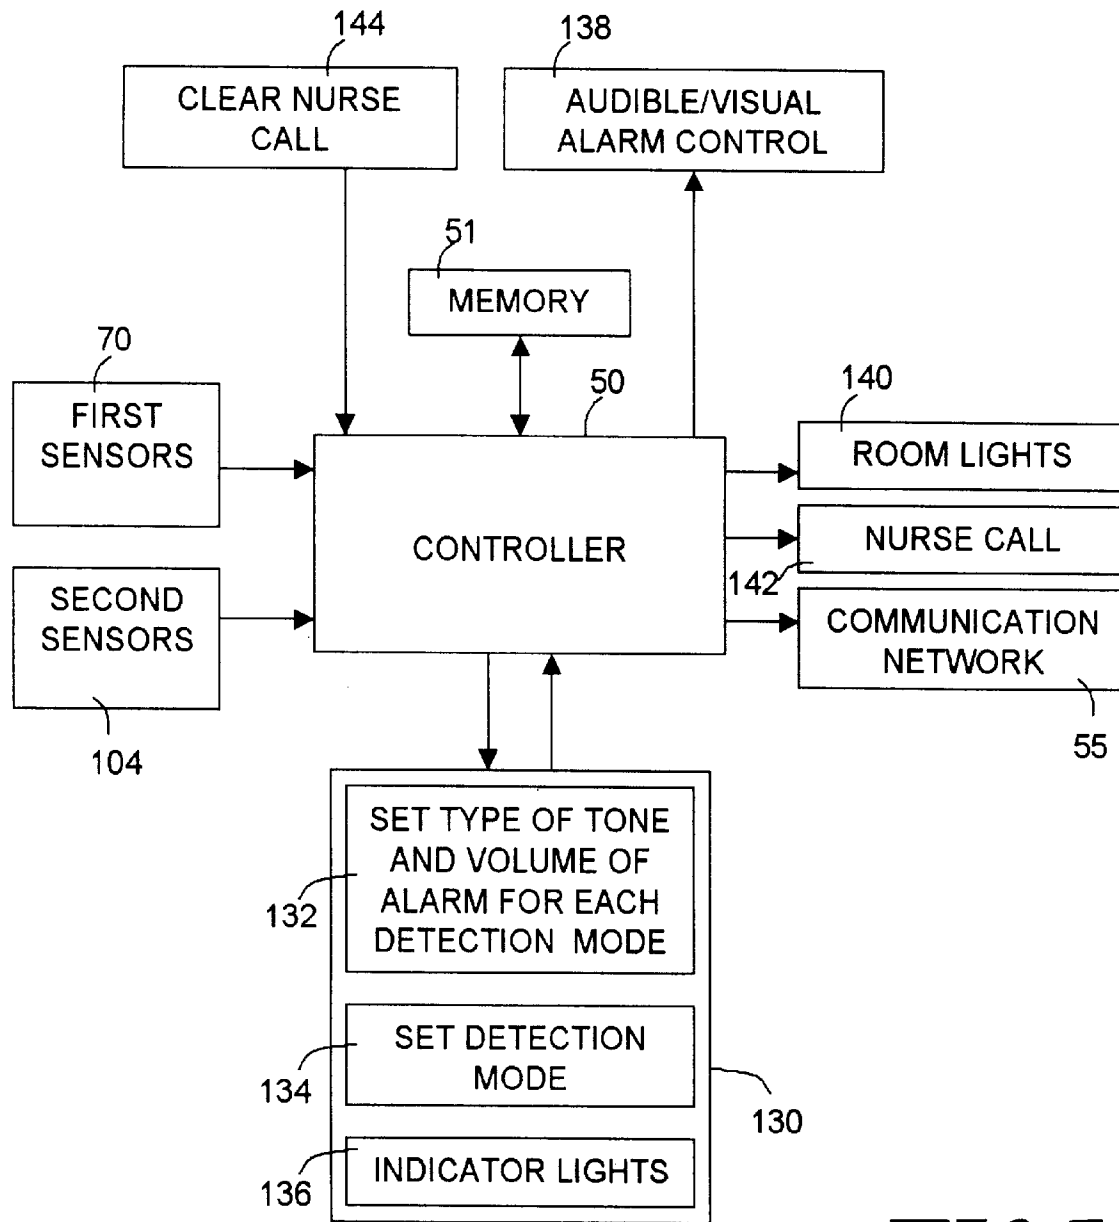 144
138
CLEAR NURSE
CALL
AUDIBLE/VISUAL
ALARM CONTROL
51
MEMORY
70
50
140
FIRST
SENSORS
ROOM LIGHTS
CONTROLLER
NURSE CALL
142
SECOND
SENSORS
COMMUNICATION
NETWORK
104
55
SET TYPE OF TONE
AND VOLUME OF
ALARM FOR EACH
DETECTION MODE
132
SET DETECTION
MODE
134
130
INDICATOR LIGHTS
136